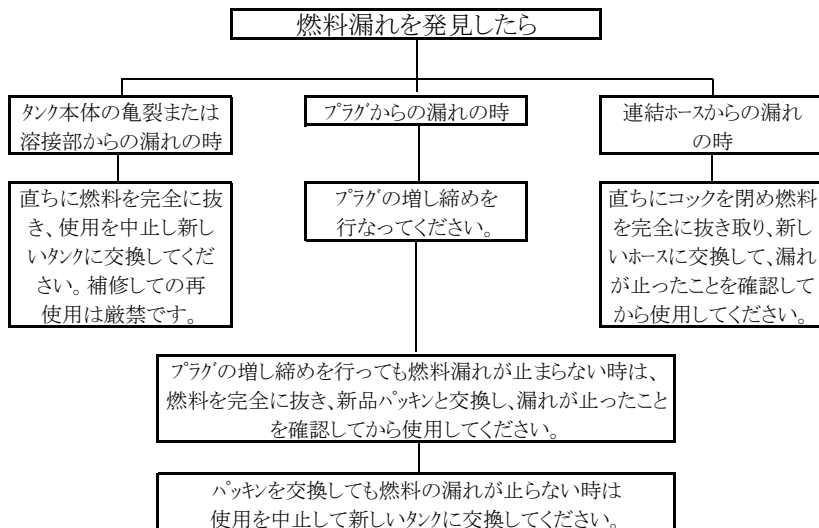 燃料漏れを発見したら
ﾀﾝｸ本体の亀裂または
溶接部からの漏れの時
ﾌﾟﾗｸﾞからの漏れの時
連結ﾎｰｽからの漏れ
の時
直ちに燃料を完全に抜
き、使用を中止し新し
いﾀﾝｸに交換してくだ
さい。補修しての再
使用は厳禁です。
ﾌﾟﾗｸﾞの増し締めを
行なってください。
直ちにコックを閉め燃料
を完全に抜き取り、新し
いﾎｰｽに交換して、漏れ
が止ったことを確認して
から使用してください。
ﾌﾟﾗｸﾞの増し締めを行っても燃料漏れが止まらない時は、
燃料を完全に抜き、新品ﾊﾟｯｷﾝと交換し、漏れが止ったこと
を確認してから使用してください。
ﾊﾟｯｷﾝを交換しても燃料の漏れが止らない時は
使用を中止して新しいﾀﾝｸに交換してください。